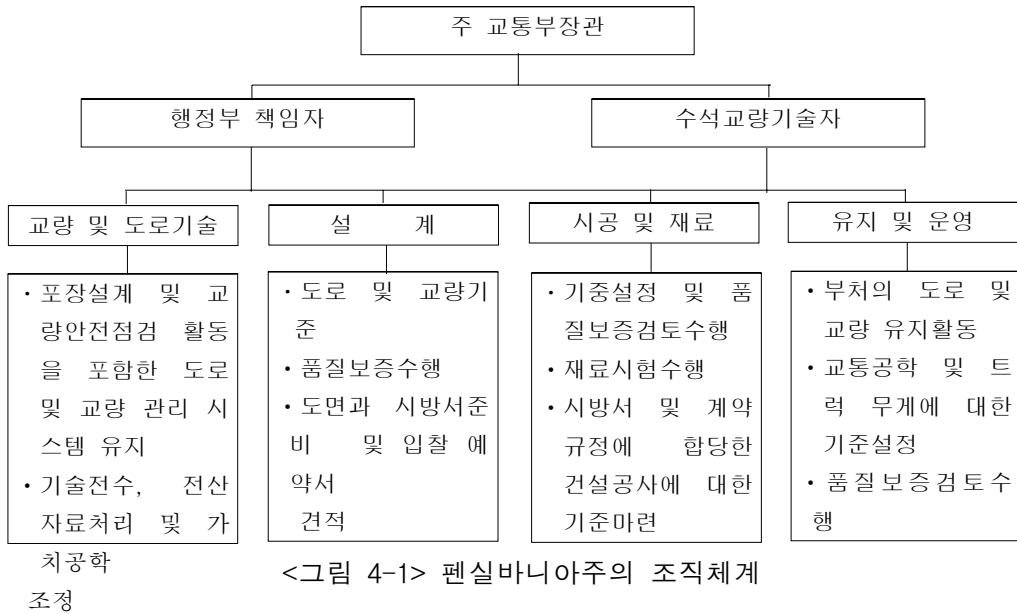 주 교통부장관
행정부 책임자
수석교량기술자
교량 및 도로기술
설 계
시공 및 재료
유지 및 운영
· 포장설계 및 교
량안전점검 활동
을 포함한 도로
및 교량 관리 시
스템 유지
· 기술전수, 전산
자료처리 및 가
치공학
조정
· 도로 및 교량기
준
· 품질보증수행
· 도면과 시방서준
비 및 입찰 예
약서
견적
· 기중설정 및 품
질보증검토수행
· 재료시험수행
· 시방서 및 계약
규정에 합당한
건설공사에 대한
기준마련
· 부처의 도로 및
교량 유지활동
· 교통공학 및 트
럭 무게에 대한
기준설정
· 품질보증검토수
행
<그림 4-1> 펜실바니아주의 조직체계